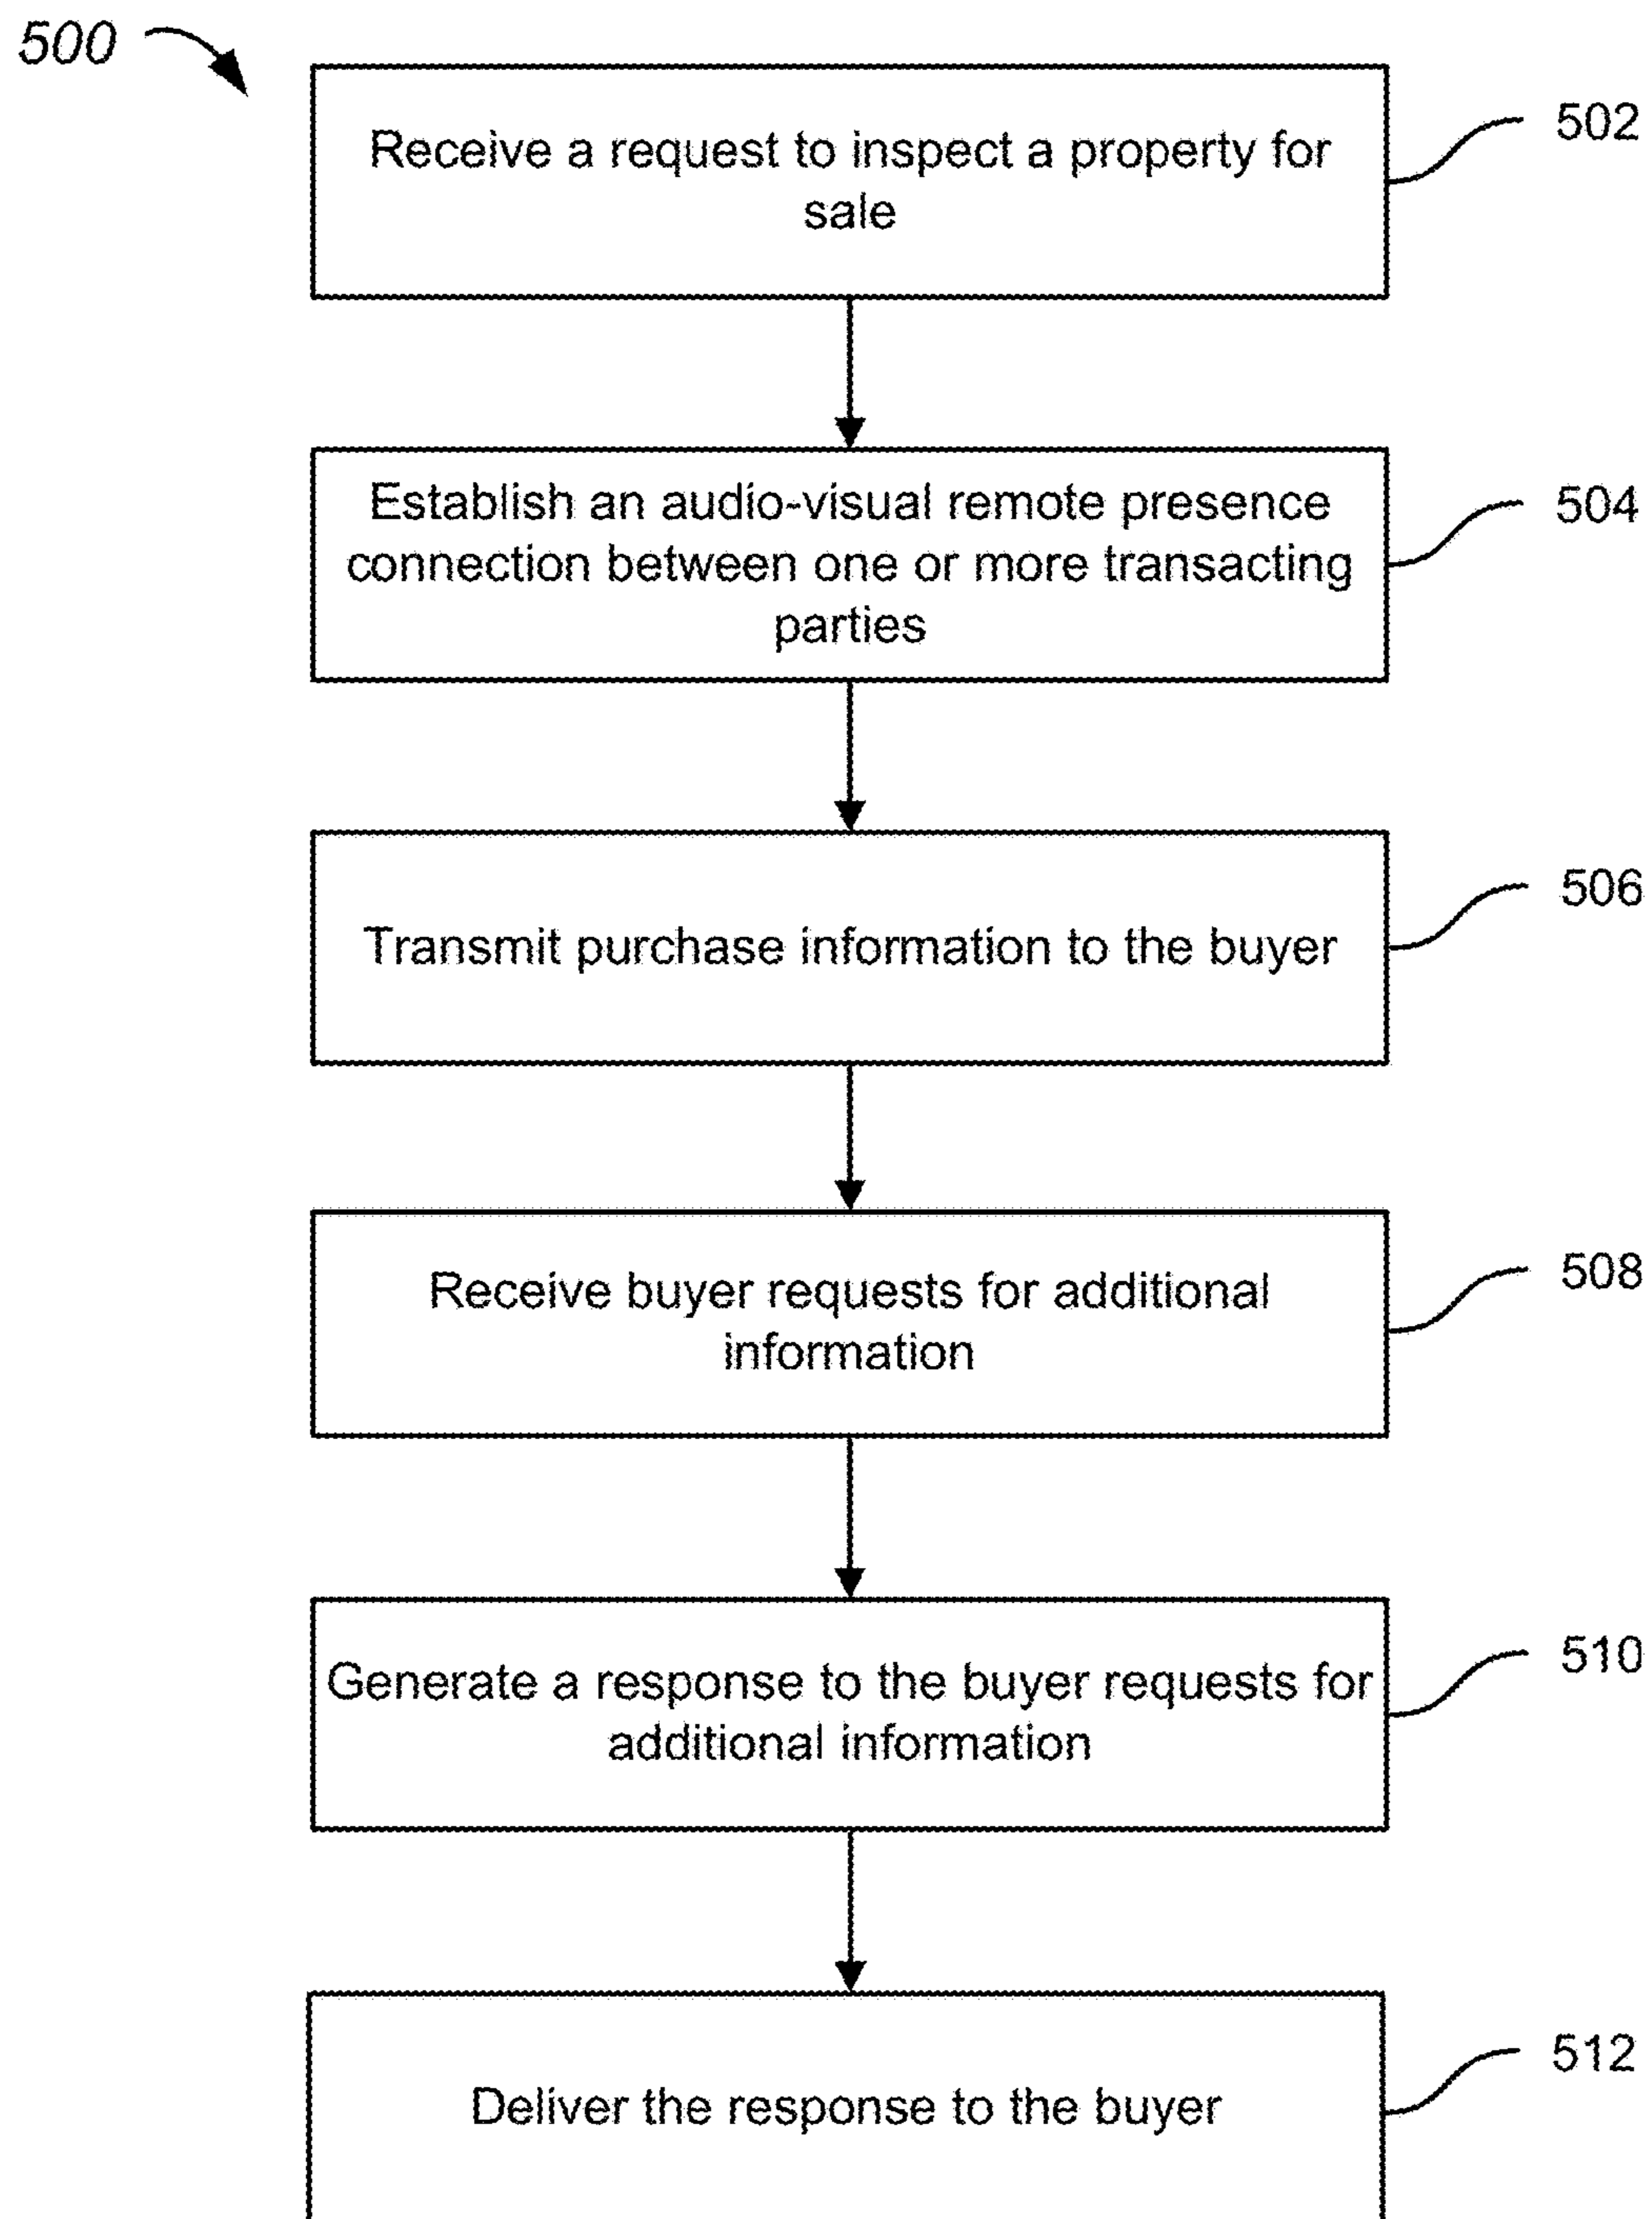 500
Receive a request to inspect a property for
sale
502
Establish an audio-visual remote presence
connection between one or more transacting
parties
504
Transmit purchase information to the buyer
506
Receive buyer requests for additional
information
508
Generate a response to the buyer requests for
additional information
510
Deliver the response to the buyer
512